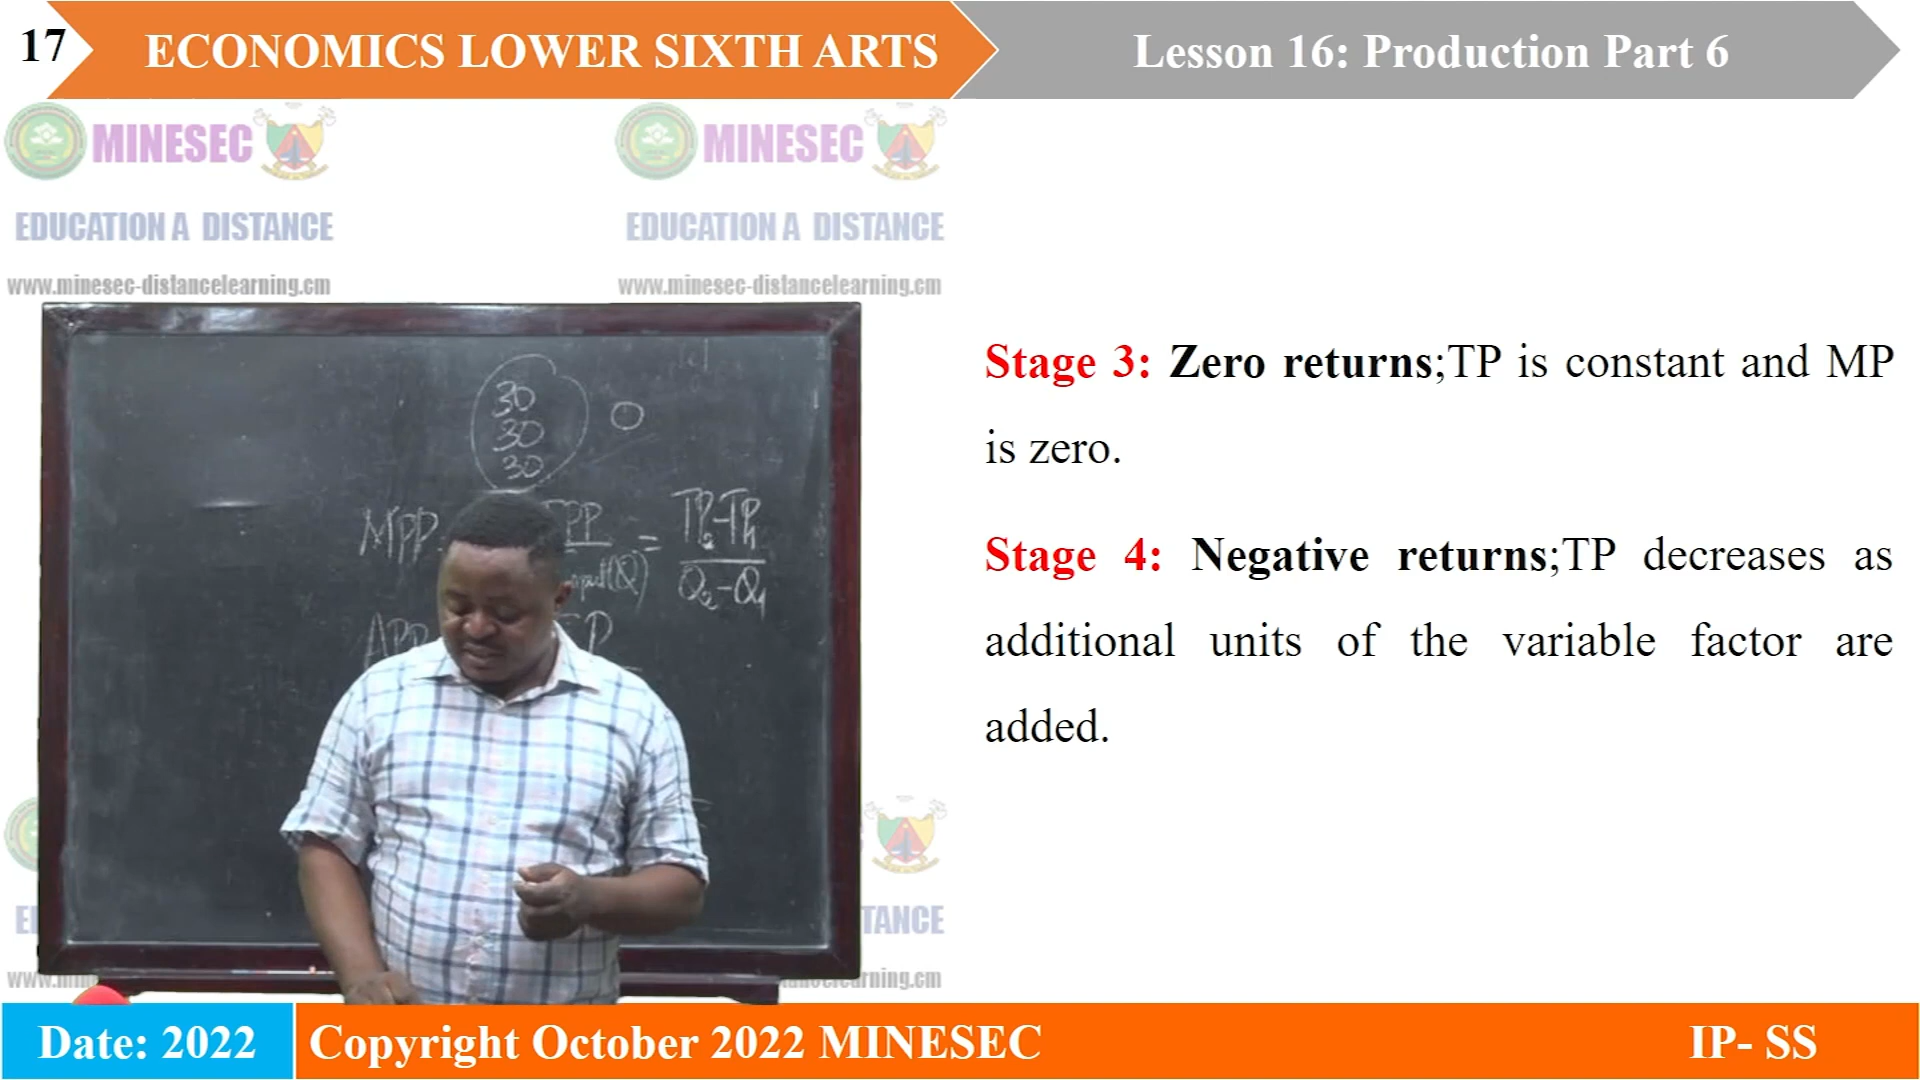 17
ECONOMICS LOWER SIXTH ARTS
Lesson 16: Production Part 6
MINESEC
MINESEC
EDUCATION A DISTANCE
EDUCATION A DISTANCE
www.minesec-distancelearning.cm
www.minesec-distancelearning.cm
30
30
30
0
MPP
PP
= TP2-TP1
Q2-Q1
Stage 3: Zero returns;TP is constant and MP
is zero.
Stage 4: Negative returns;TP decreases as
additional units of the variable factor are
added.
TANCE
rning.cm
Date: 2022
Copyright October 2022 MINESEC
IP- SS